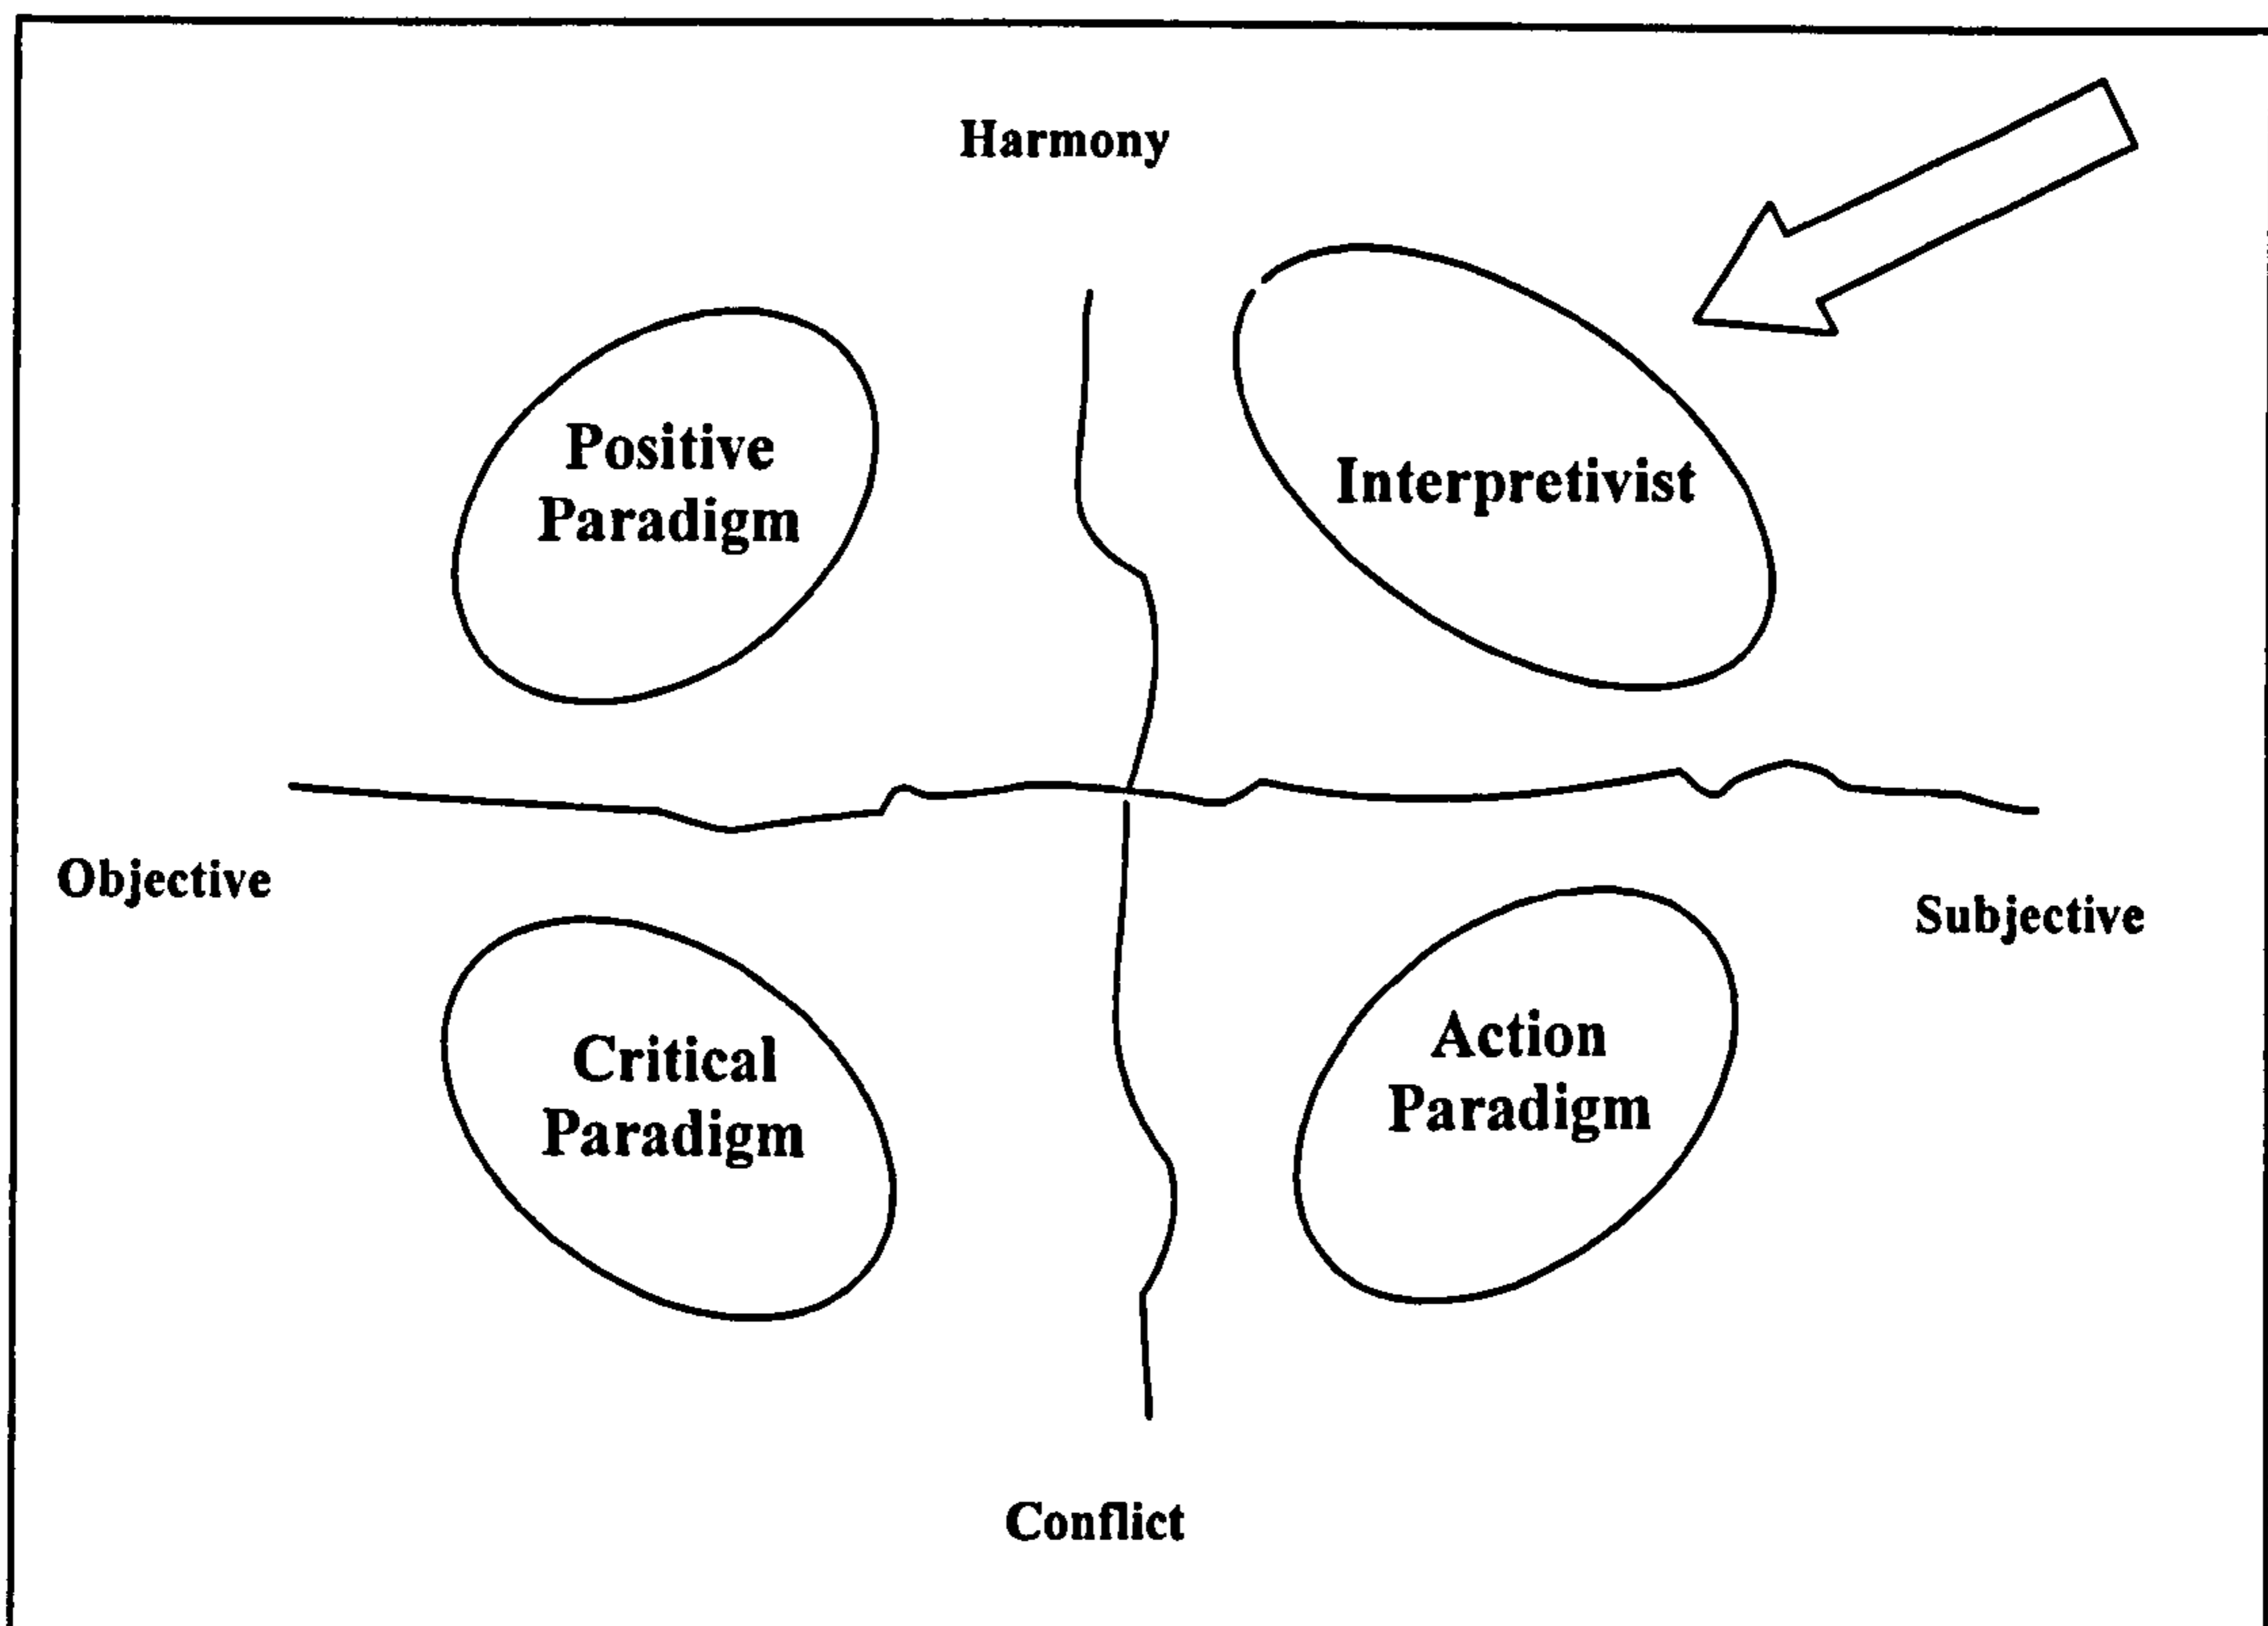 Harmony
Positive
Paradigm
Interpretivist
Objective
Subjective
Critical
Paradigm
Action
Paradigm
Conflict